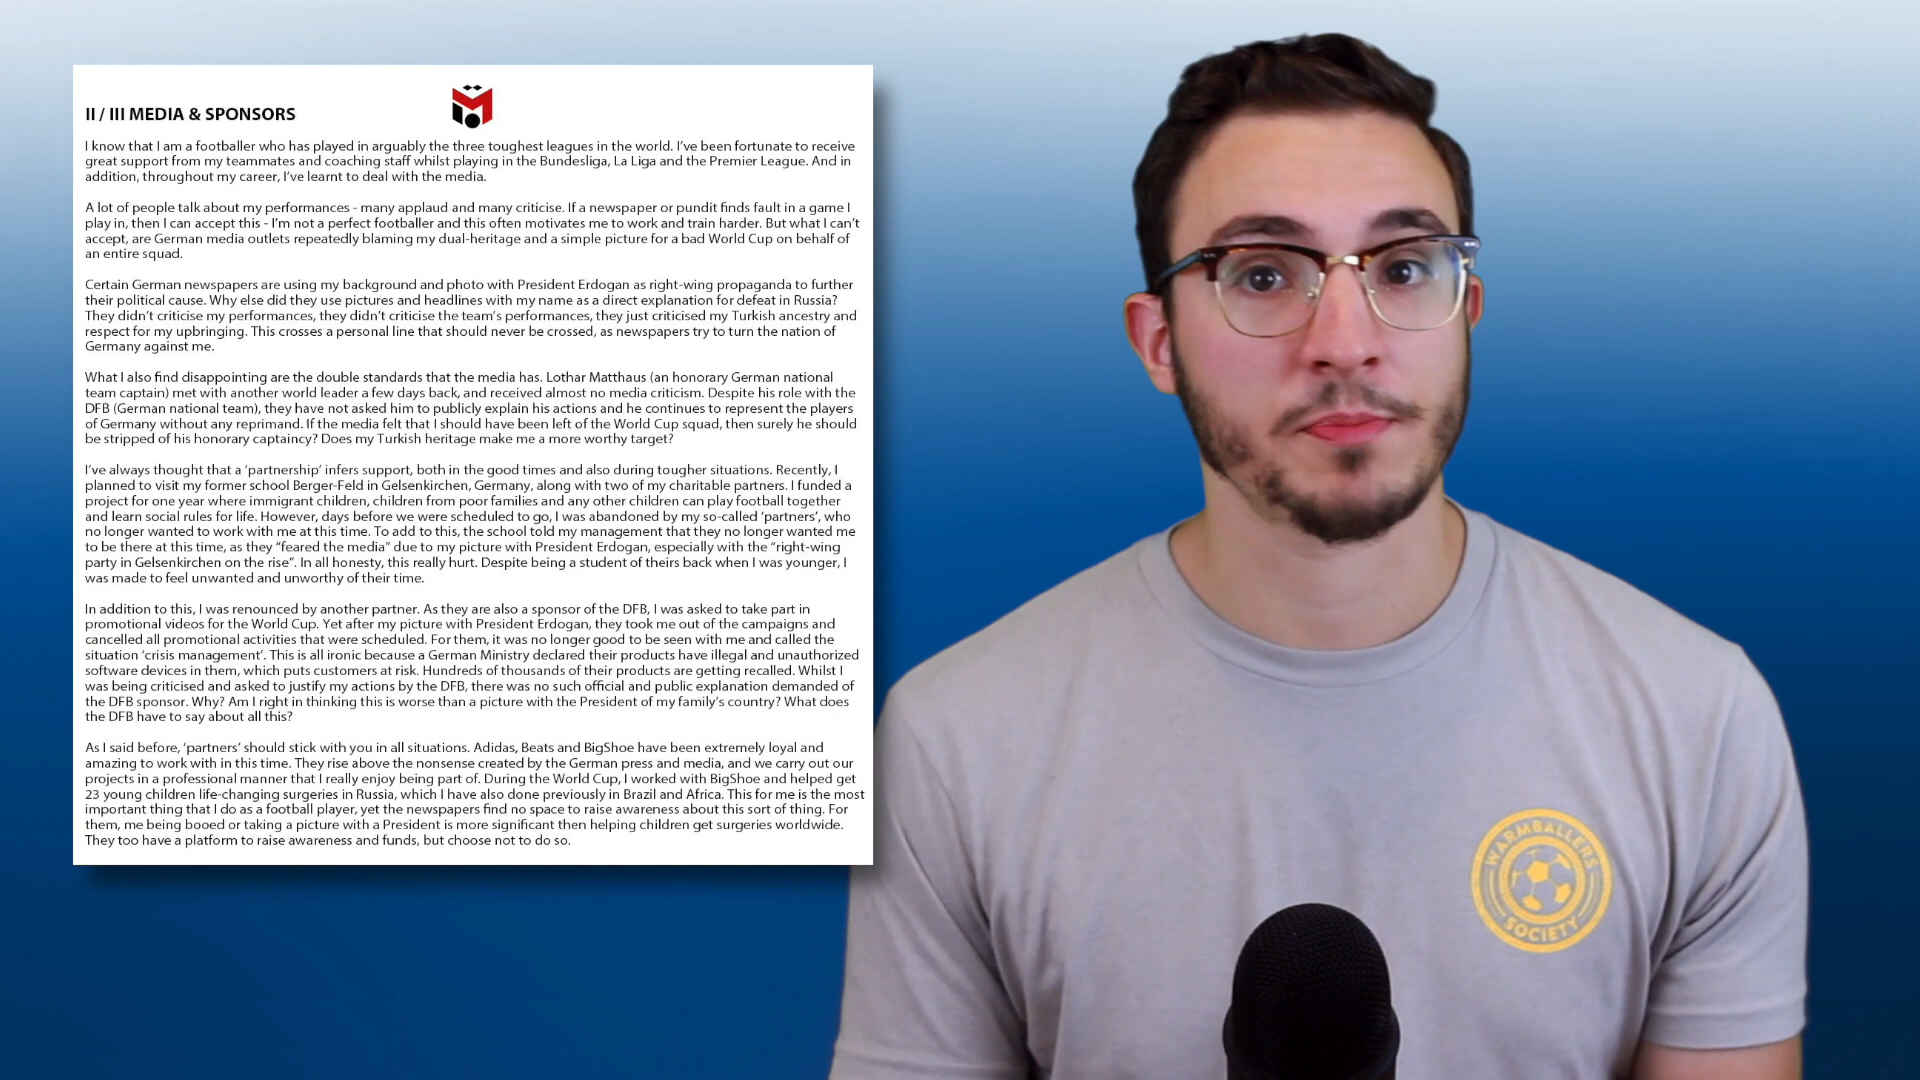 II / III MEDIA & SPONSORS
I know that I am a footballer who has played in arguably the three toughest leagues in the world. I've been fortunate to receive
great support from my teammates and coaching staff whilst playing in the Bundesliga, La Liga and the Premier League. And in
addition, throughout my career, I've learnt to deal with the media.
A lot of people talk about my performances - many applaud and many criticise. If a newspaper or pundit finds fault in a game I
play in, then I can accept this - I'm not a perfect footballer and this often motivates me to work and train harder. But what I can't
accept, are German media outlets repeatedly blaming my dual-heritage and a simple picture for a bad World Cup on behalf of
an entire squad.
Certain German newspapers are using my background and photo with President Erdogan as right-wing propaganda to further
their political cause. Why else did they use pictures and headlines with my name as a direct explanation for defeat in Russia?
They didn't criticise my performances, they didn't criticise the team's performances, they just criticised my Turkish ancestry and
respect for my upbringing. This crosses a personal line that should never be crossed, as newspapers try to turn the nation of
Germany against me.
What I also find disappointing are the double standards that the media has. Lothar Matthaus (an honorary German national
team captain) met with another world leader a few days back, and received almost no media criticism. Despite his role with the
DFB (German national team), they have not asked him to publicly explain his actions and he continues to represent the players
of Germany without any reprimand. If the media felt that I should have been left of the World Cup squad, then surely he should
be stripped of his honorary captaincy? Does my Turkish heritage make me a more worthy target?
I've always thought that a 'partnership' infers support, both in the good times and also during tougher situations. Recently, I
planned to visit my former school Berger-Feld in Gelsenkirchen, Germany, along with two of my charitable partners. I funded a
project for one year where immigrant children, children from poor families and any other children can play football together
and learn social rules for life. However, days before we were scheduled to go, I was abandoned by my so-called 'partners', who
no longer wanted to work with me at this time. To add to this, the school told my management that they no longer wanted me
to be there at this time, as they "feared the media" due to my picture with President Erdogan, especially with the "right-wing
party in Gelsenkirchen on the rise". In all honesty, this really hurt. Despite being a student of theirs back when I was younger, I
was made to feel unwanted and unworthy of their time.
In addition to this, I was renounced by another partner. As they are also a sponsor of the DFB, I was asked to take part in
promotional videos for the World Cup. Yet after my picture with President Erdogan, they took me out of the campaigns and
cancelled all promotional activities that were scheduled. For them, it was no longer good to be seen with me and called the
situation 'crisis management'. This is all ironic because a German Ministry declared their products have illegal and unauthorized
software devices in them, which puts customers at risk. Hundreds of thousands of their products are getting recalled. Whilst I
was being criticised and asked to justify my actions by the DFB, there was no such official and public explanation demanded of
the DFB sponsor. Why? Am I right in thinking this is worse than a picture with the President of my family's country? What does
the DFB have to say about all this?
As I said before, 'partners' should stick with you in all situations. Adidas, Beats and BigShoe have been extremely loyal and
amazing to work with in this time. They rise above the nonsense created by the German press and media, and we carry out our
projects in a professional manner that I really enjoy being part of. During the World Cup, I worked with BigShoe and helped get
23 young children life-changing surgeries in Russia, which I have also done previously in Brazil and Africa. This for me is the most
important thing that I do as a football player, yet the newspapers find no space to raise awareness about this sort of thing. For
them, me being booed or taking a picture with a President is more significant then helping children get surgeries worldwide.
They too have a platform to raise awareness and funds, but choose not to do so.
WARMBALLERS
SOCIETY